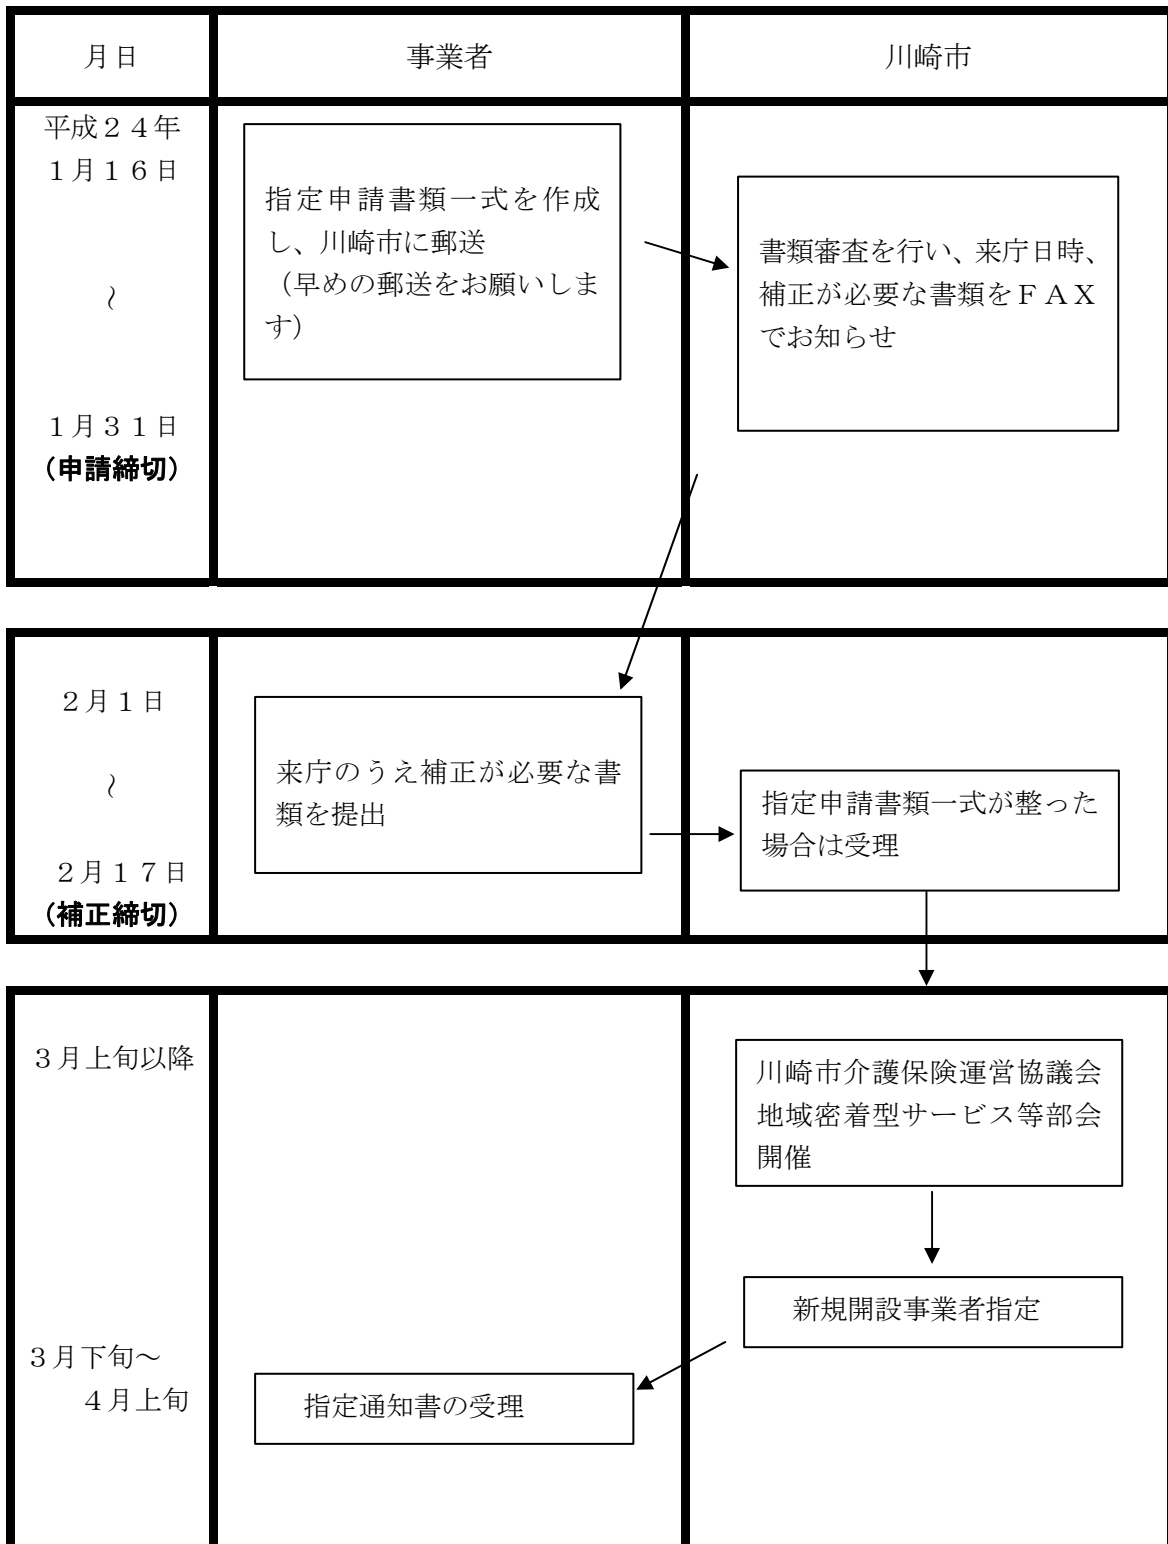 月日
事業者
川崎市
平成２４年
１月１６日
～
１月３１日
（申請締切）
指定申請書類一式を作成
し、川崎市に郵送
（早めの郵送をお願いしま
す）
書類審査を行い、来庁日時、
補正が必要な書類をＦＡＸ
でお知らせ
２月１日
～
２月１７日
（補正締切）
来庁のうえ補正が必要な書
類を提出
指定申請書類一式が整った
場合は受理
３月上旬以降
川崎市介護保険運営協議会
地域密着型サービス等部会
開催
新規開設事業者指定
３月下旬～
４月上旬
指定通知書の受理